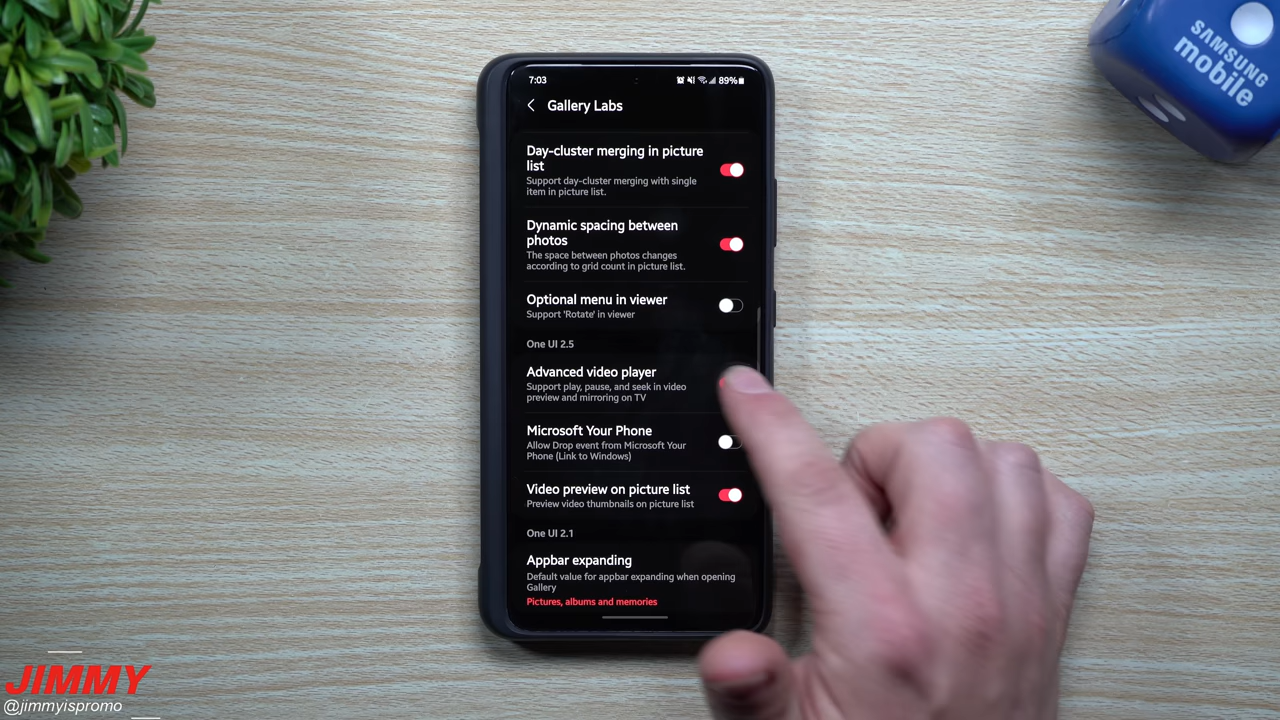 SAMSUNG
mobile
7:03
89%
Gallery Labs
Day-cluster merging in picture
list
Support day-cluster merging with single
item in picture list.
Dynamic spacing between
photos
The space between photos changes
according to grid count in picture list.
Optional menu in viewer
Support 'Rotate' in viewer
One UI 2.5
Advanced video player
Support play, pause, and seek in video
preview and mirroring on TV
Microsoft Your Phone
Allow Drop event from Microsoft Your
Phone (Link to Windows)
Video preview on picture list
Preview video thumbnails on picture list
One UI 2.1
Appbar expanding
Default value for appbar expanding when opening
Gallery
Pictures, albums and memories
JIMMY
@jimmyispromo